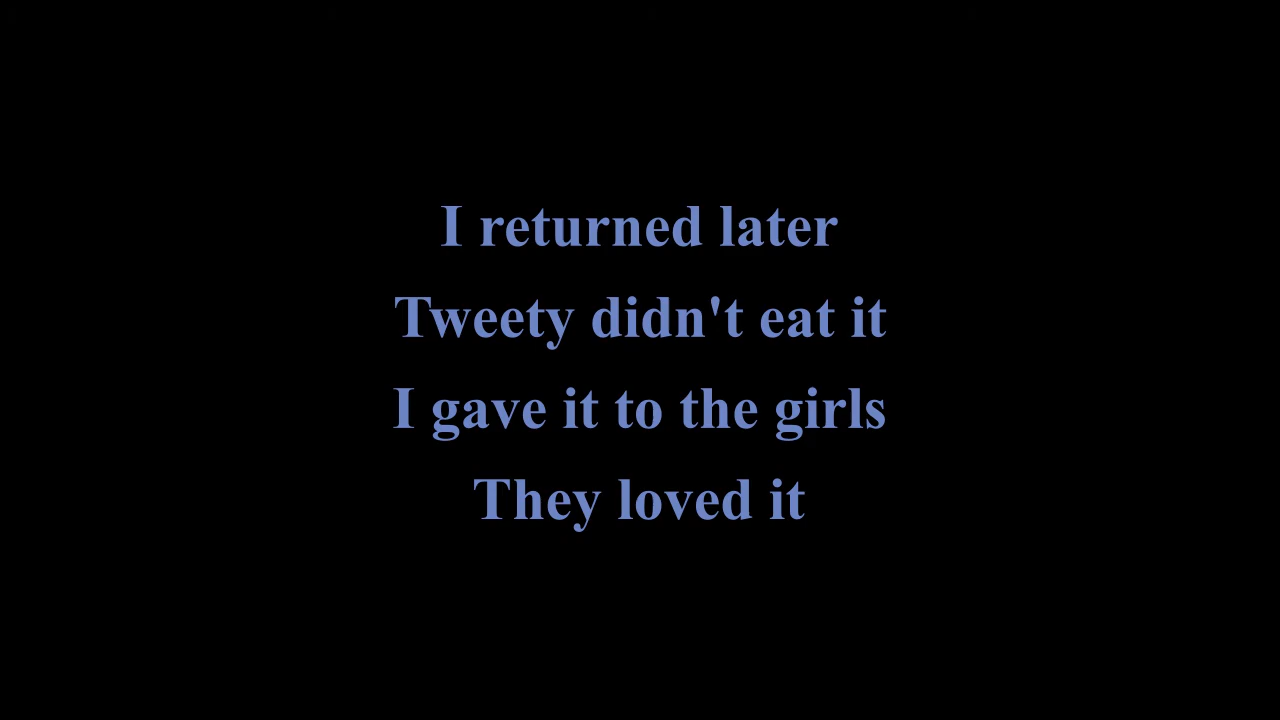 I returned later
Tweety didn't eat it
I gave it to the girls
They loved it